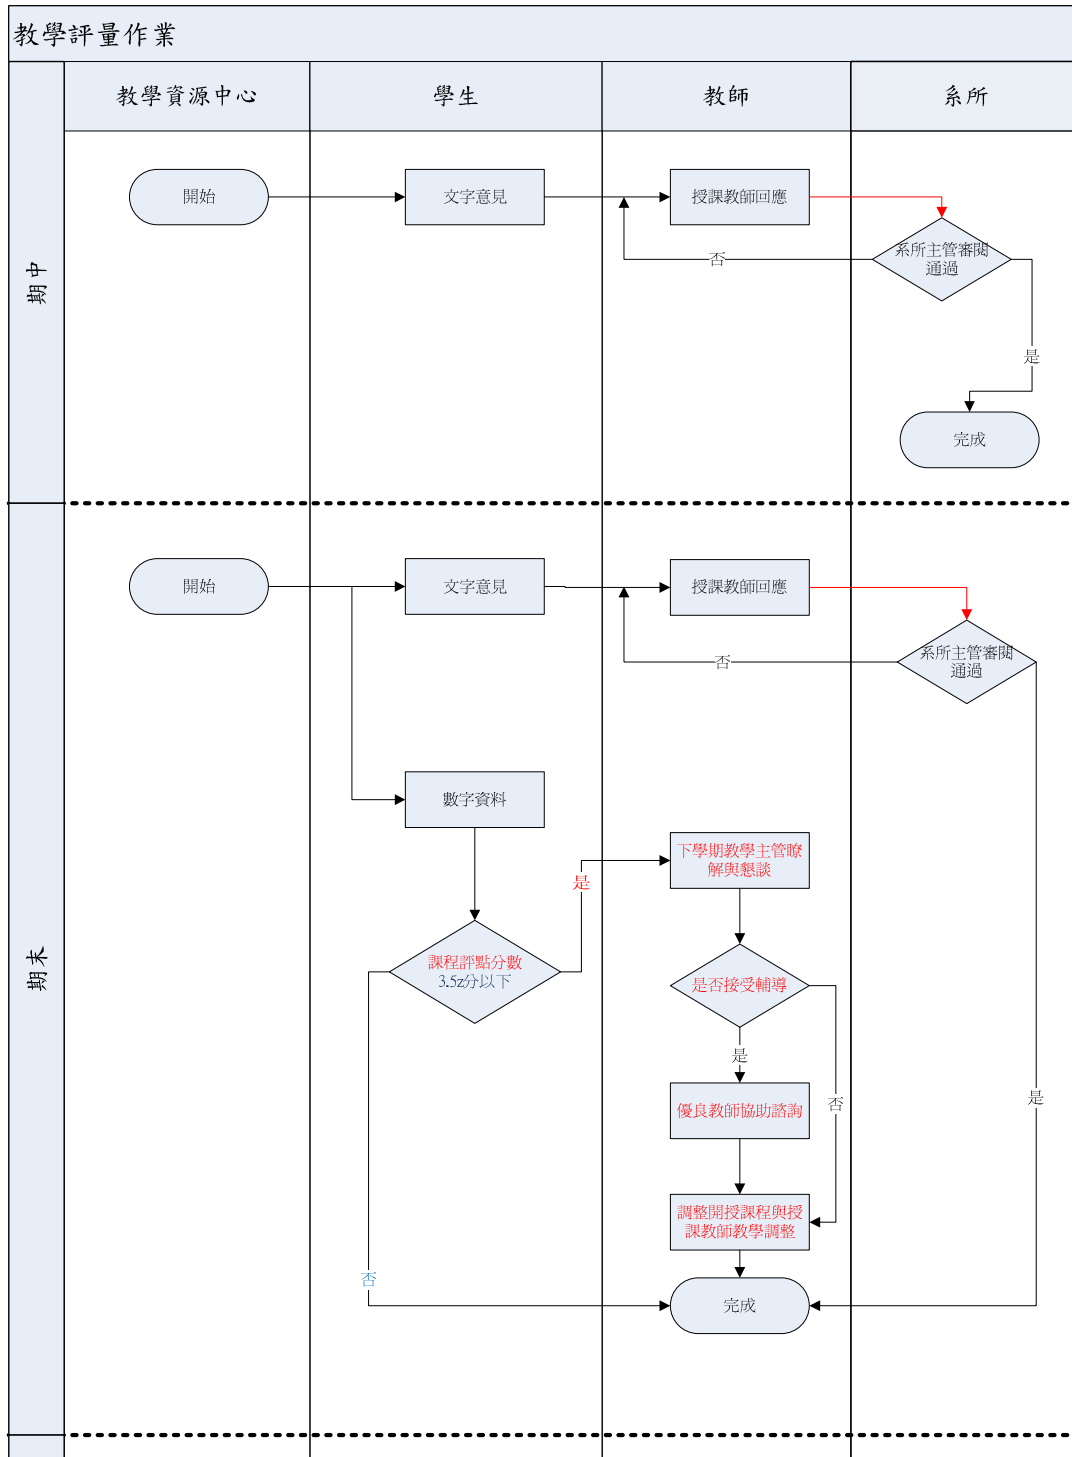 教學評量作業
教學資源中心
學生
教師
系所
期中
開始
文字意見
授課教師回應
系所主管審閱
通過
否
是
完成
期末
開始
文字意見
授課教師回應
系所主管審閱
通過
否
數字資料
下學期教學主管瞭
解與懇談
是
課程評點分數
3.5z分以下
是否接受輔導
是
否
是
優良教師協助諮詢
調整開授課程與授
課教師教學調整
否
完成